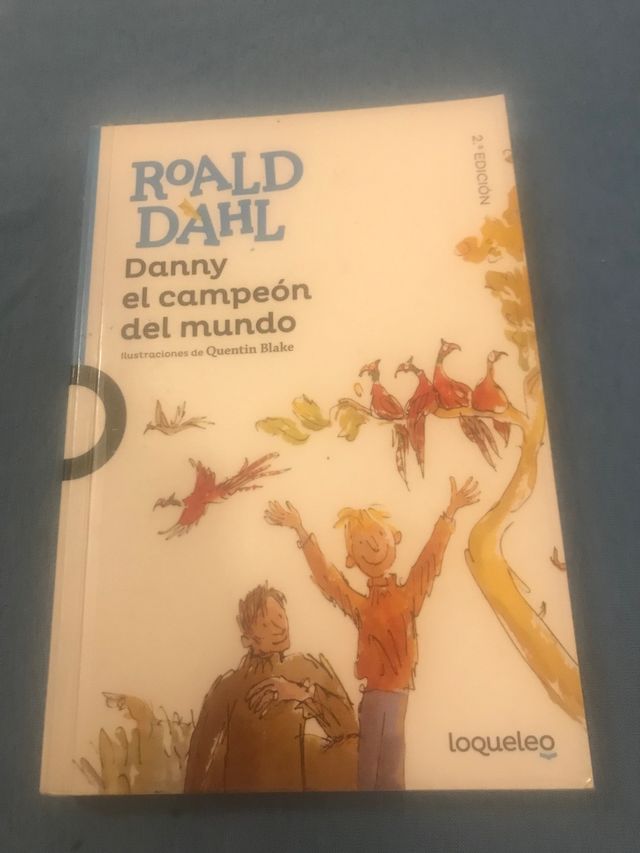 ROALD
DAHL
Danny
el campeón
del mundo
Ilustraciones de Quentin Blake
2.ª EDICIÓN
loqueleo